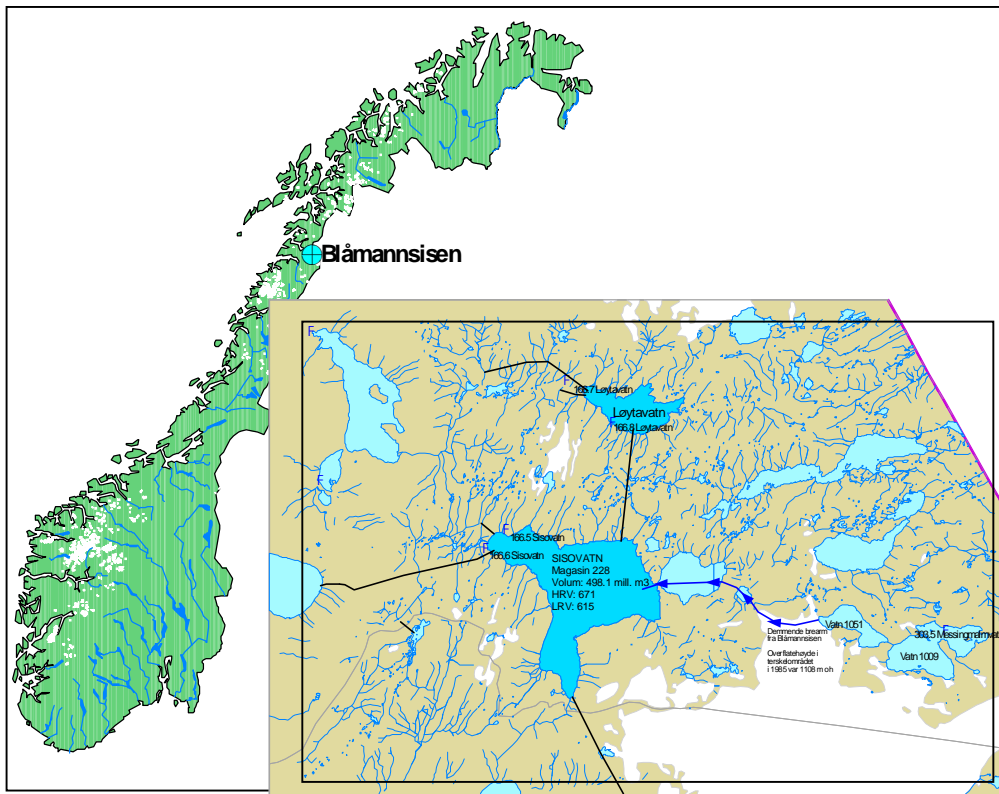 Blåmannsisen
F
F
166.7 Løytavatn
Løytavatn
F
166.8 Løytavatn
F
F
166.5 Sisovatn
F
166.6 Sisovatn
SISOVATN
Magasin 228
Volum: 498.1 mill. m3
HRV: 671
LRV: 615
Vatn 1051
Demmende brearm
fra Blåmannsisen
Overflatehøyde i
terskelområdet
i 1985 var 1108 m oh
F
303.5 Messingmalmvatn
Vatn 1009